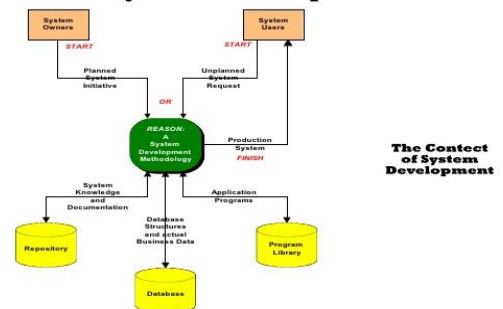 System
Owners
System
Users
START
START
Planned
System
Initiative
Unplanned
System
Request
OR
REASON:
A
System
Development
Methodology
Production
System
FINISH
The Contect
of System
Development
System
Knowledge
and
Documentation
Application
Programs
Database
Structures
and actual
Business Data
Repository
Program
Library
Database